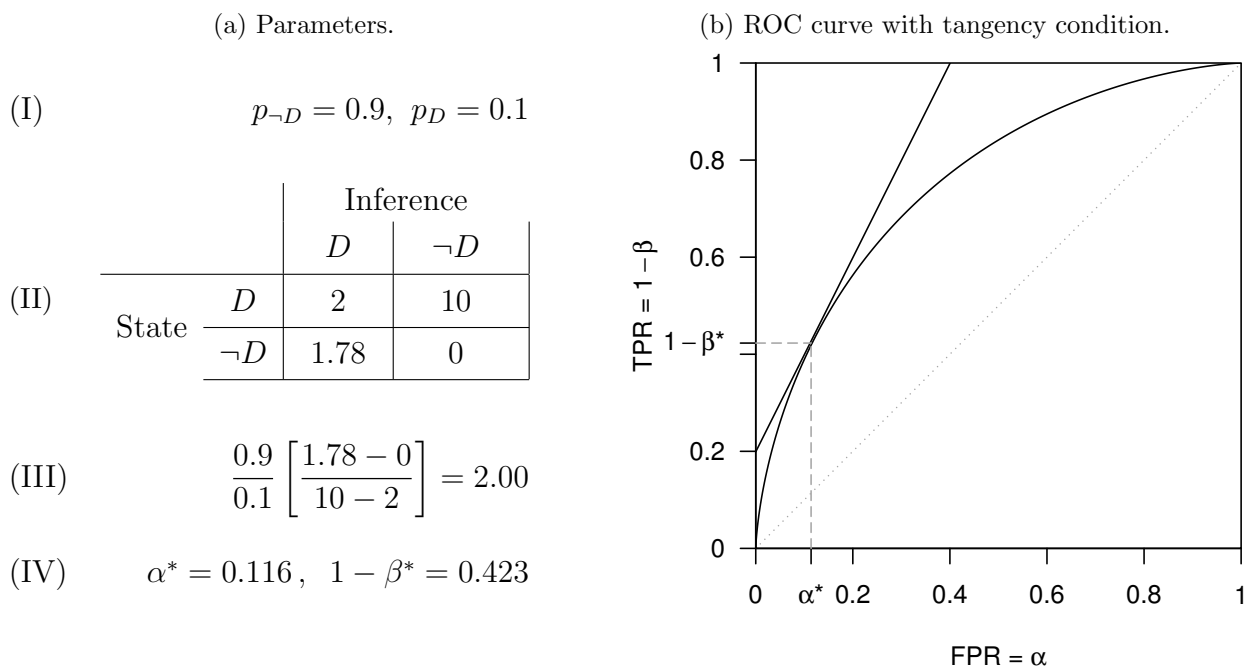 (a) Parameters.
(I) p¬D = 0.9, pD = 0.1
Inference
D ¬D
(II) State D 2 10
¬D 1.78 0
(III) 0.9/0.1 [ 1.78 − 0 / 10 − 2 ] = 2.00
(IV) α* = 0.116 , 1 − β* = 0.423
(b) ROC curve with tangency condition.
TPR = 1 − β
1
0.8
0.6
1 − β*
0.2
0
0 α* 0.2 0.4 0.6 0.8 1
FPR = α